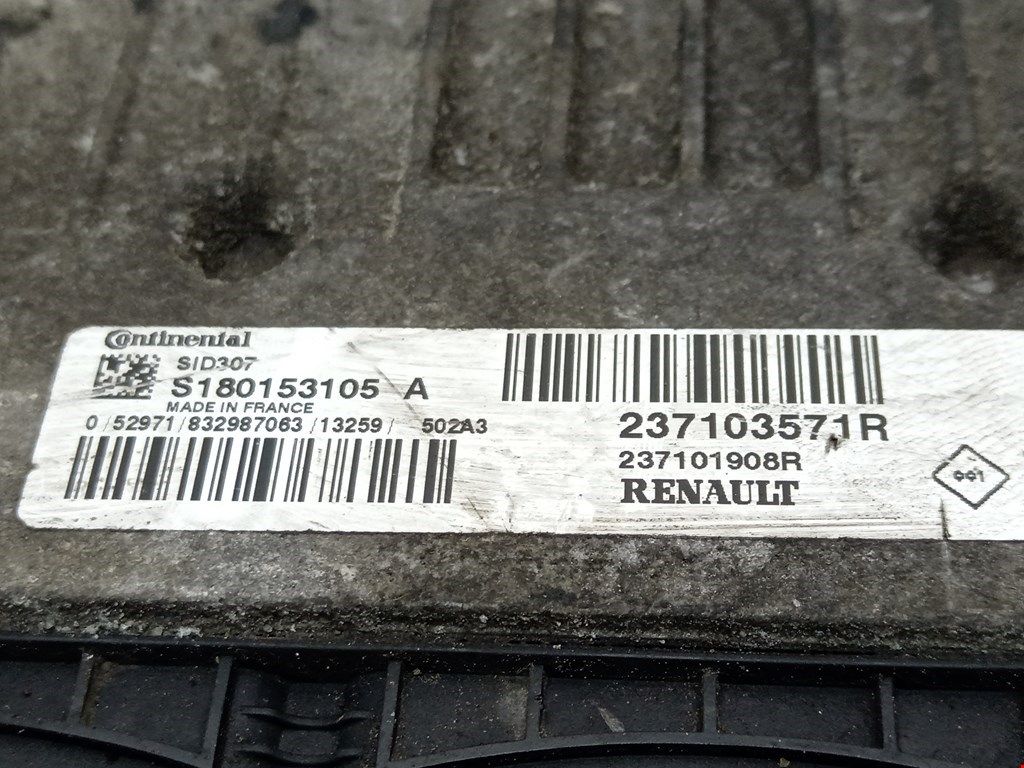 Continental
SID307
S180153105 A
MADE IN FRANCE
0/52971/832987063/13259/ 502A3
237103571R
237101908R
RENAULT
001